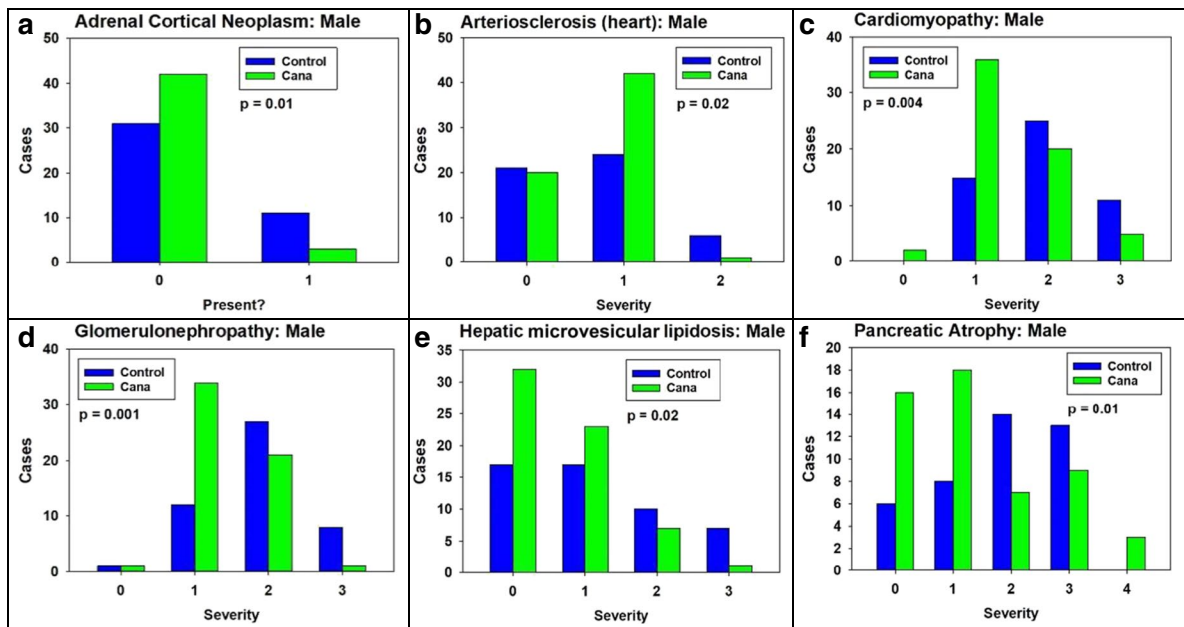 a
Adrenal Cortical Neoplasm: Male
50
40
30
20
10
0
Cases
Control
Cana
p = 0.01
0 1
Present?
b
Arteriosclerosis (heart): Male
50
40
30
20
10
0
Cases
Control
Cana
p = 0.02
0 1 2
Severity
c
Cardiomyopathy: Male
40
30
20
10
0
Cases
Control
Cana
p = 0.004
0 1 2 3
Severity
d
Glomerulonephropathy: Male
40
30
20
10
0
Cases
Control
Cana
p = 0.001
0 1 2 3
Severity
e
Hepatic microvesicular lipidosis: Male
35
30
25
20
15
10
5
0
Cases
Control
Cana
p = 0.02
0 1 2 3
Severity
f
Pancreatic Atrophy: Male
20
18
16
14
12
10
8
6
4
2
0
Cases
Control
Cana
p = 0.01
0 1 2 3 4
Severity